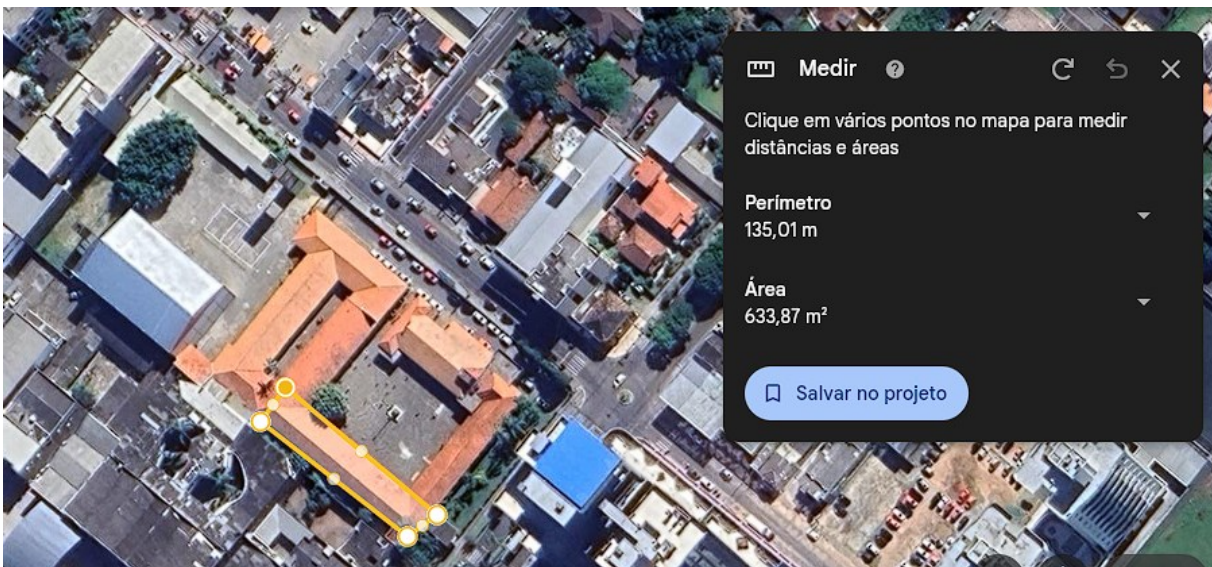 Medir
Clique em vários pontos no mapa para medir
distâncias e áreas
Perímetro
135,01 m
Área
633,87 m²
Salvar no projeto